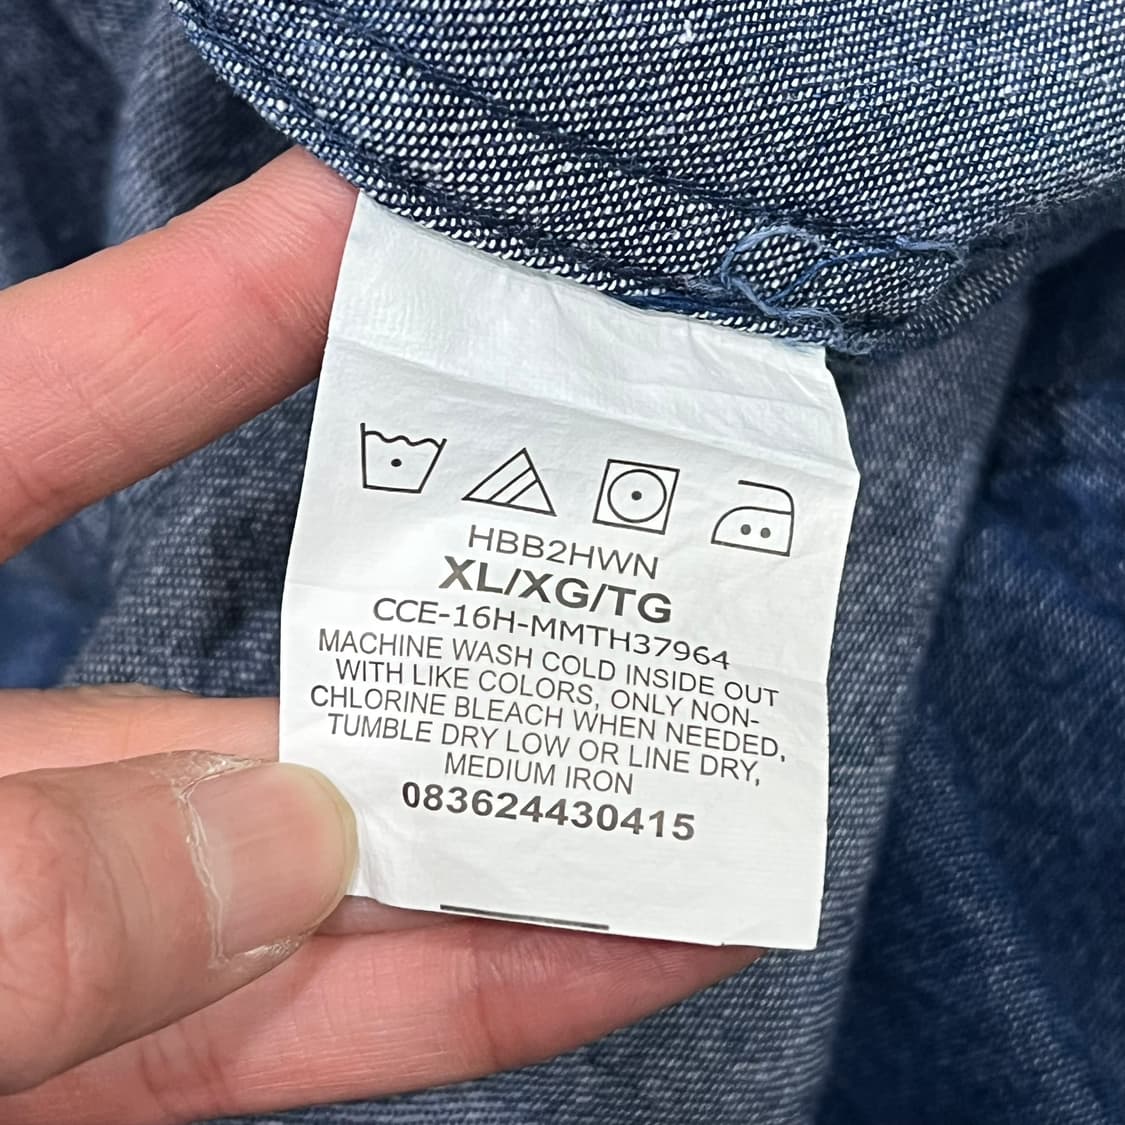 HBB2HWN
XL/XG/TG
CCE-16H-MMTH37964
MACHINE WASH COLD INSIDE OUT
WITH LIKE COLORS, ONLY NON-
CHLORINE BLEACH WHEN NEEDED,
TUMBLE DRY LOW OR LINE DRY,
MEDIUM IRON
083624430415